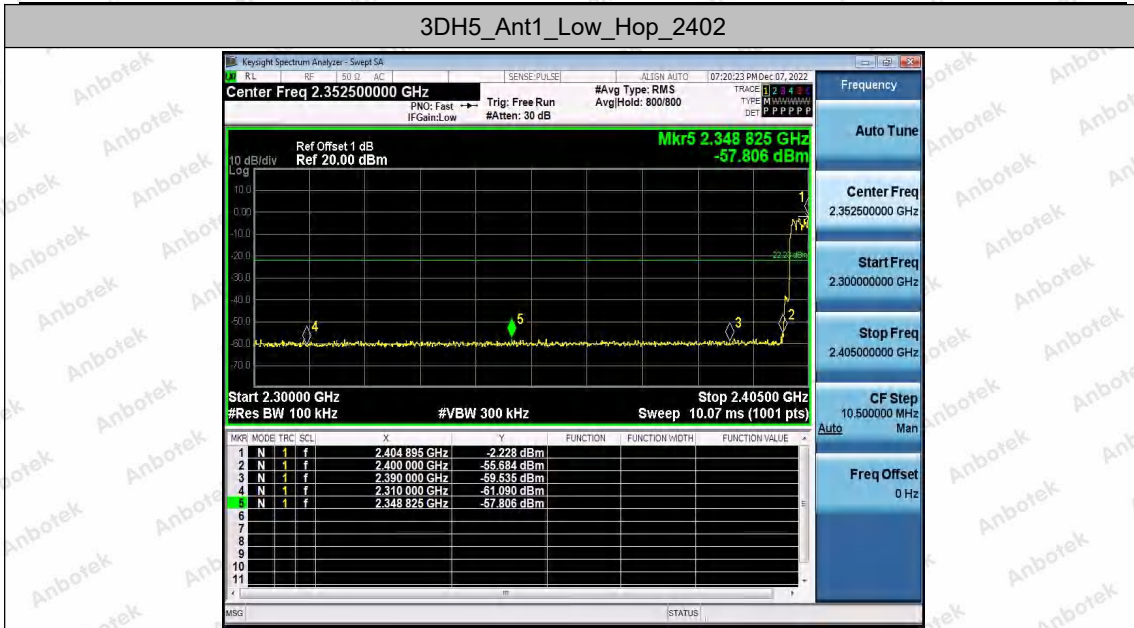 3DH5_Ant1_Low_Hop_2402
Keysight Spectrum Analyzer - Swept SA
RL RF 50 Ω AC SENSE:PULSE ALIGN AUTO 07:20:23 PM Dec 07, 2022
Center Freq 2.352500000 GHz #Avg Type: RMS TRACE 1 2 3 4 5 6
PNO: Fast Trig: Free Run Avg|Hold: 800/800 TYPE M WWWWW
IFGain:Low #Atten: 30 dB DET P P P P P P
Mkr5 2.348 825 GHz
-57.806 dBm
Ref Offset 1 dB
10 dB/div Ref 20.00 dBm
Log
10.0
0.00
-10.0
-20.0
-30.0
-40.0
-50.0
-60.0
-70.0
1
2
3
4
5
Start 2.30000 GHz Stop 2.40500 GHz
#Res BW 100 kHz #VBW 300 kHz Sweep 10.07 ms (1001 pts)
MKR MODE TRC SCL X Y FUNCTION FUNCTION WIDTH FUNCTION VALUE
1 N 1 f 2.404 895 GHz -2.228 dBm
2 N 1 f 2.400 000 GHz -55.684 dBm
3 N 1 f 2.390 000 GHz -59.535 dBm
4 N 1 f 2.310 000 GHz -61.090 dBm
5 N 1 f 2.348 825 GHz -57.806 dBm
6
7
8
9
10
11
MSG STATUS
Frequency
Auto Tune
Center Freq
2.352500000 GHz
Start Freq
2.300000000 GHz
Stop Freq
2.405000000 GHz
CF Step
10.500000 MHz
Auto Man
Freq Offset
0 Hz
Anbotek